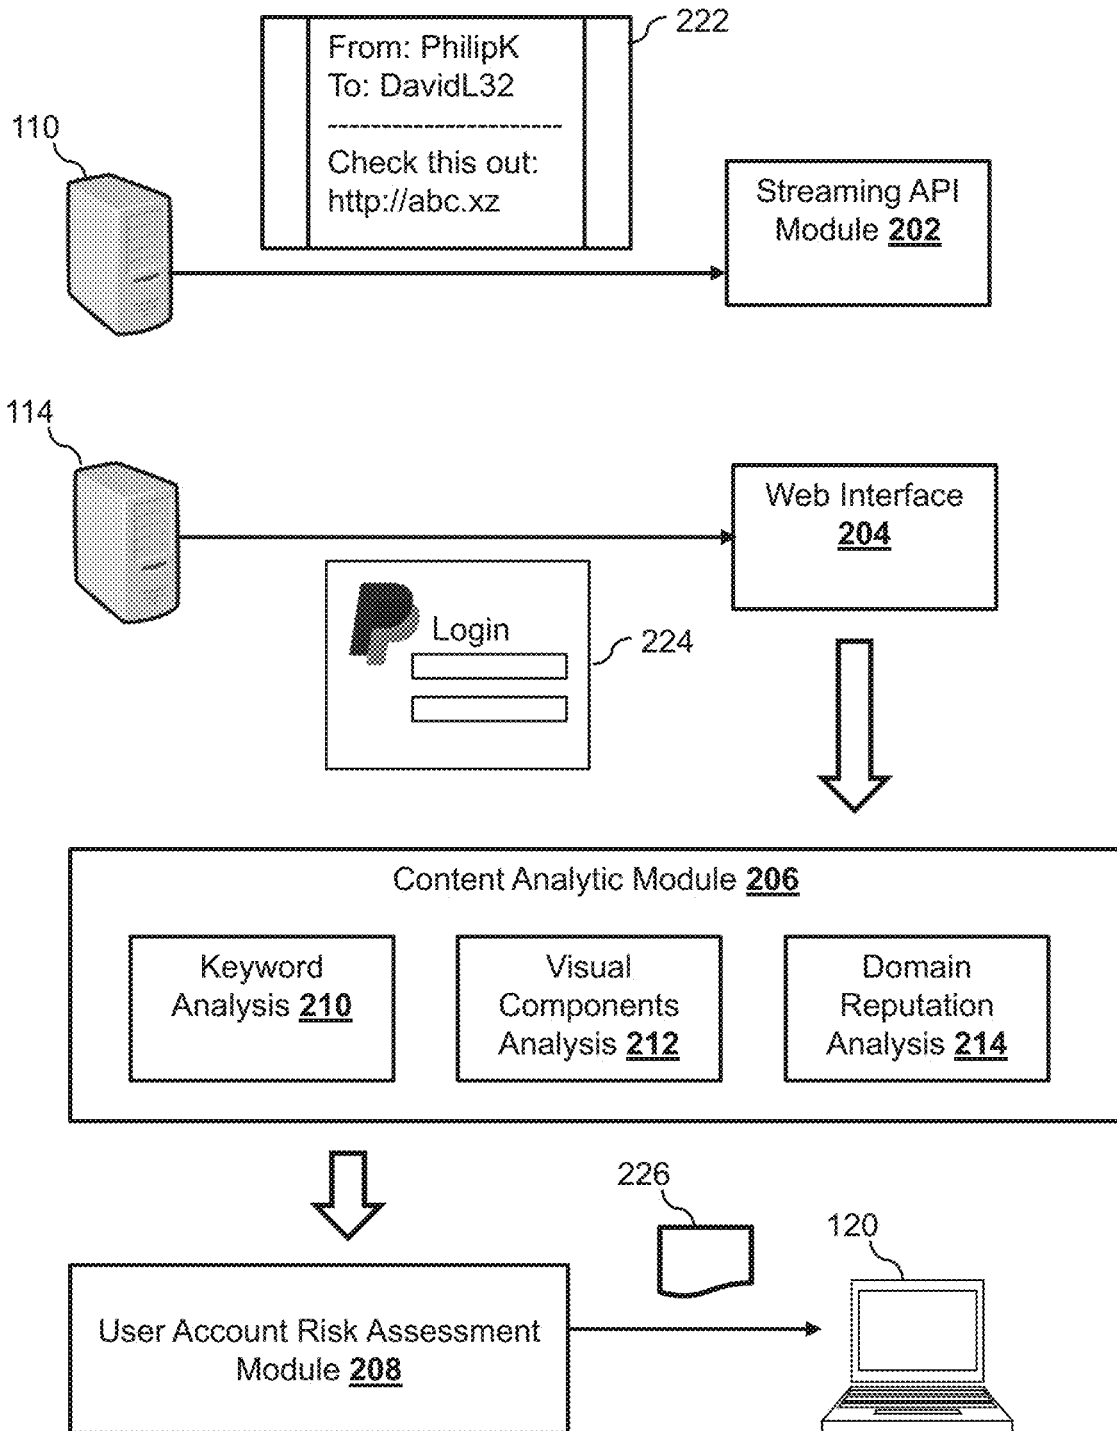 222
From: PhilipK
To: DavidL32
-----------------------
Check this out:
http://abc.xz
110
Streaming API
Module 202
114
Web Interface
204
Login
224
Content Analytic Module 206
Keyword
Analysis 210
Visual
Components
Analysis 212
Domain
Reputation
Analysis 214
226
120
User Account Risk Assessment
Module 208